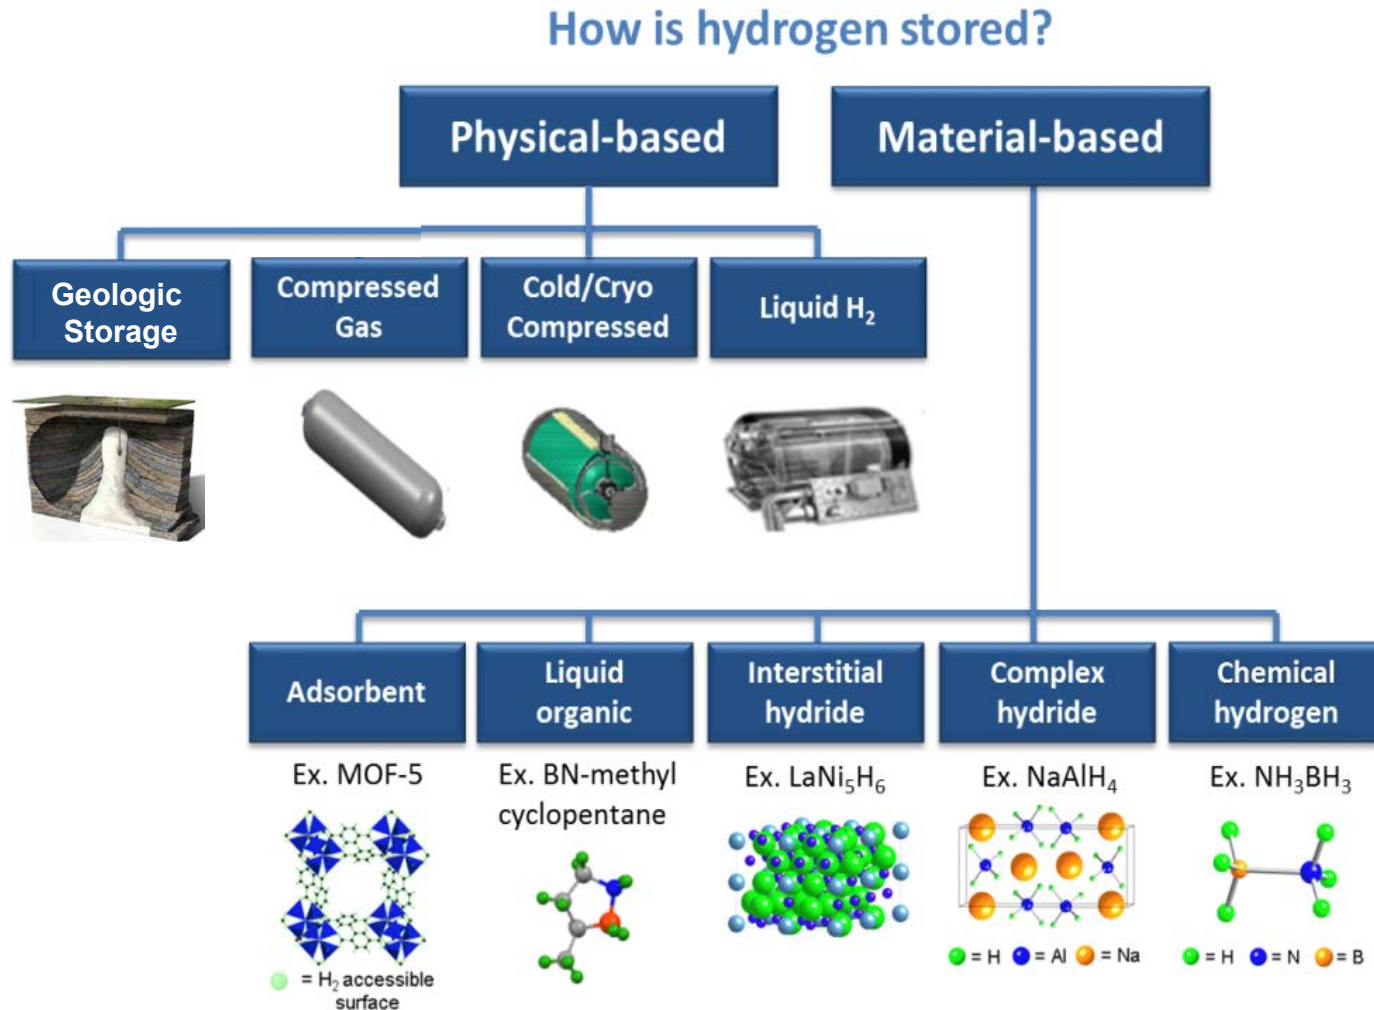 How is hydrogen stored?
Physical-based
Material-based
Geologic
Storage
Compressed
Gas
Cold/Cryo
Compressed
Liquid H₂
Adsorbent
Liquid
organic
Interstitial
hydride
Complex
hydride
Chemical
hydrogen
Ex. MOF-5
Ex. BN-methyl
cyclopentane
Ex. LaNi₅H₆
Ex. NaAlH₄
Ex. NH₃BH₃
= H₂ accessible
surface
= H = Al = Na
= H = N = B